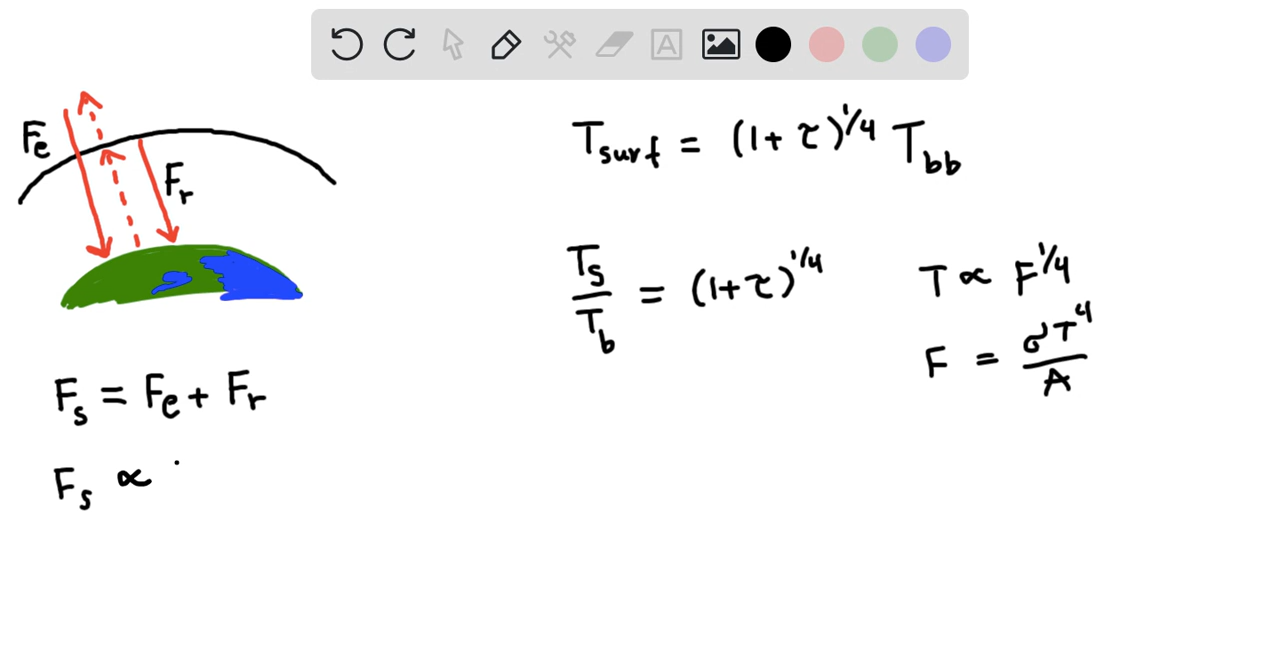 Fe
Fr
Tsurf = (1+τ)^1/4 Tbb
Ts/Tb = (1+τ)^1/4
T ∝ F^1/4
F = σT^4/A
Fs = Fe + Fr
Fs ∝
A